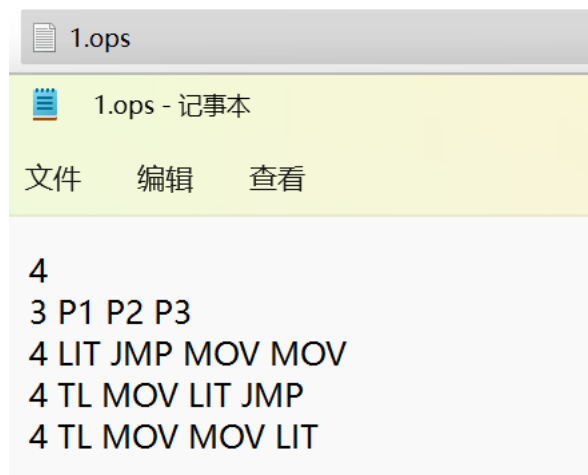 1.ops
1.ops - 记事本
文件 编辑 查看
4
3 P1 P2 P3
4 LIT JMP MOV MOV
4 TL MOV LIT JMP
4 TL MOV MOV LIT